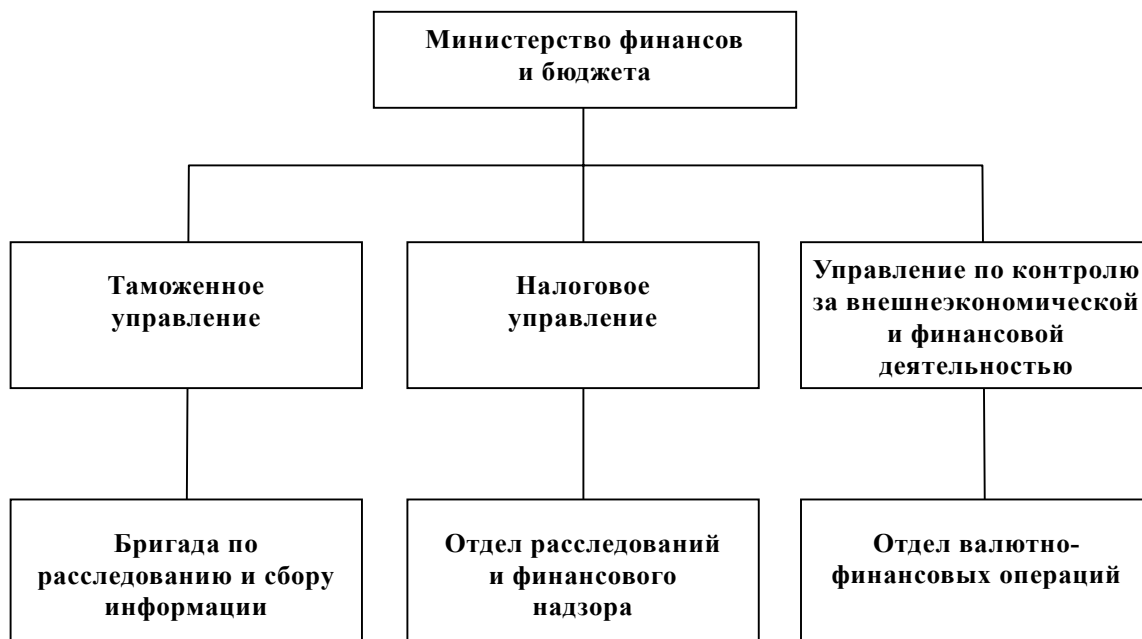 Министерство финансов
и бюджета
Таможенное
управление
Налоговое
управление
Управление по контролю
за внешнеэкономической
и финансовой
деятельностью
Бригада по
расследованию и сбору
информации
Отдел расследований
и финансового
надзора
Отдел валютно-
финансовых операций